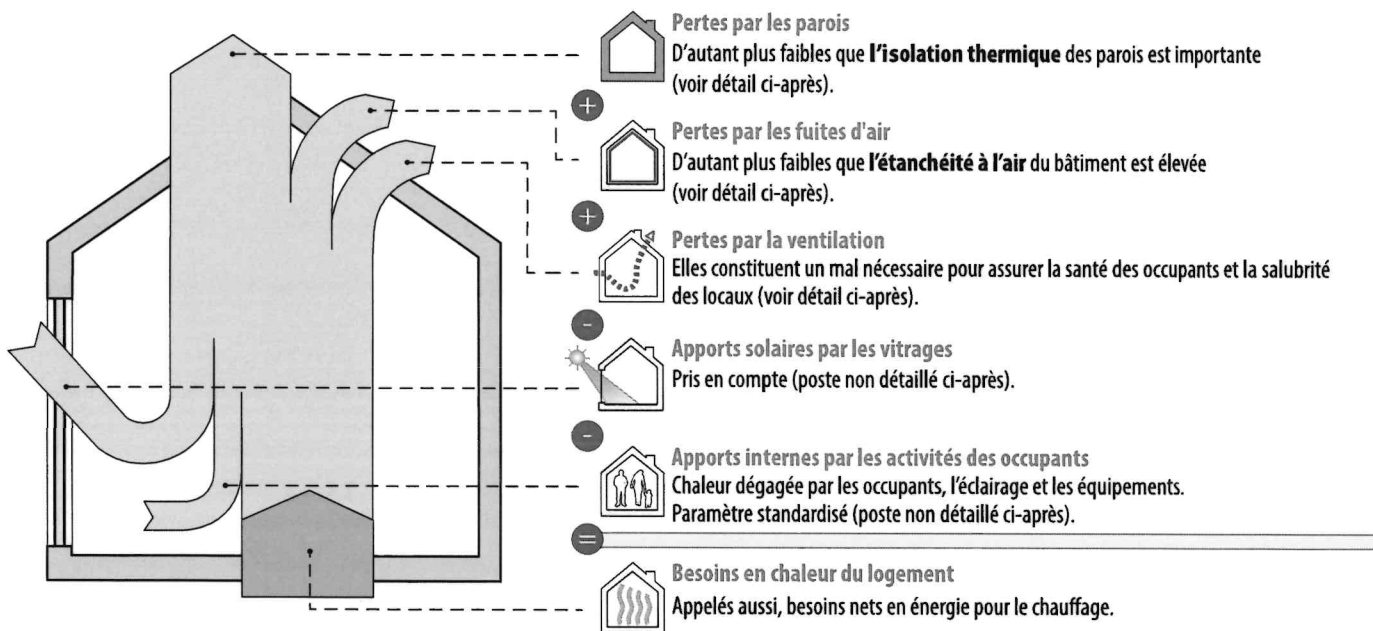 Pertes par les parois
D'autant plus faibles que l'isolation thermique des parois est importante
(voir détail ci-après).
+
Pertes par les fuites d'air
D'autant plus faibles que l'étanchéité à l'air du bâtiment est élevée
(voir détail ci-après).
+
Pertes par la ventilation
Elles constituent un mal nécessaire pour assurer la santé des occupants et la salubrité
des locaux (voir détail ci-après).
-
Apports solaires par les vitrages
Pris en compte (poste non détaillé ci-après).
-
Apports internes par les activités des occupants
Chaleur dégagée par les occupants, l'éclairage et les équipements.
Paramètre standardisé (poste non détaillé ci-après).
=
Besoins en chaleur du logement
Appelés aussi, besoins nets en énergie pour le chauffage.